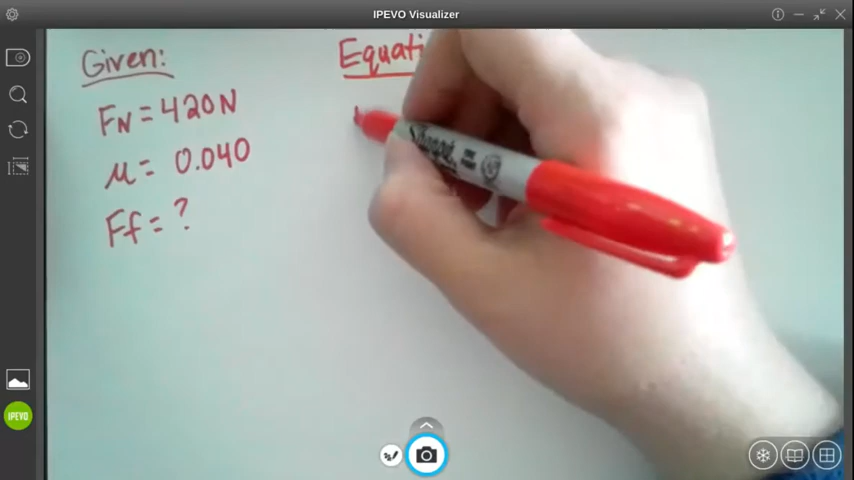 IPEVO Visualizer
Given:
Equati
FN = 420N
μ = 0.040
Ff = ?
Sharpie
IPEVO